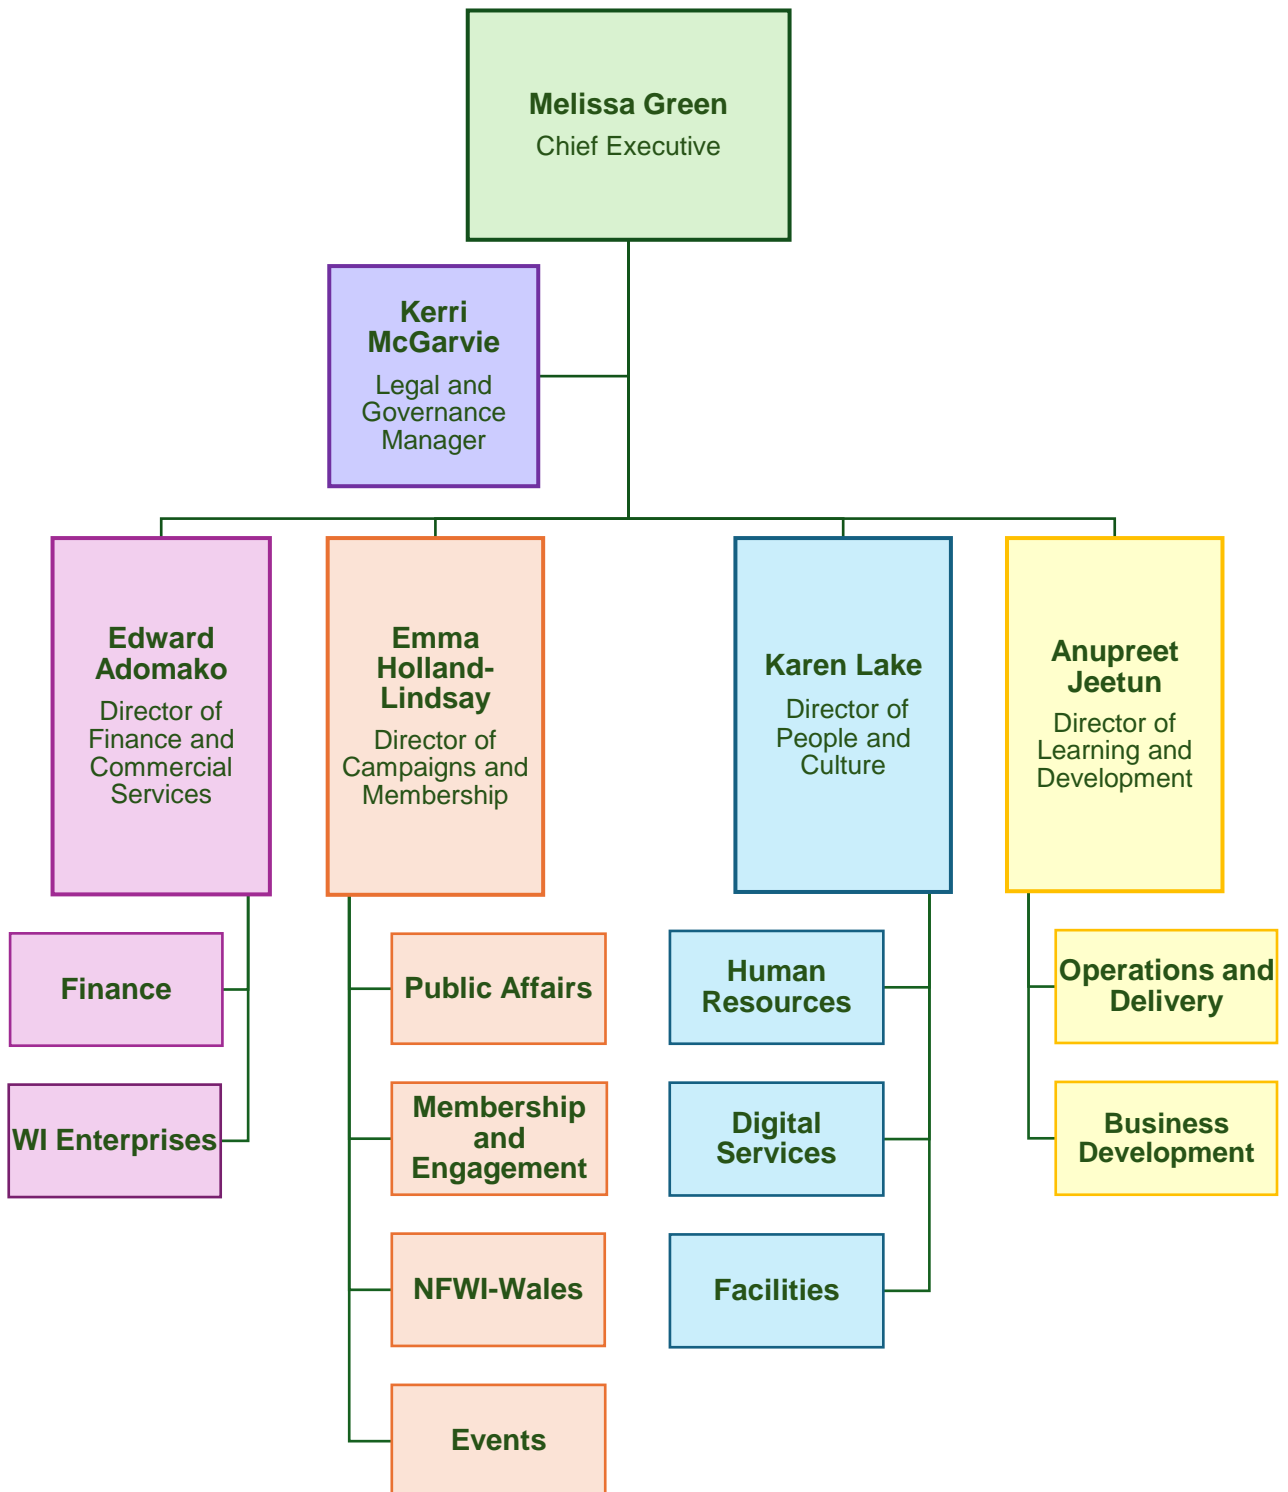 Melissa Green
Chief Executive
Kerri
McGarvie
Legal and
Governance
Manager
Edward
Adomako
Director of
Finance and
Commercial
Services
Emma
Holland-
Lindsay
Director of
Campaigns and
Membership
Karen Lake
Director of
People and
Culture
Anupreet
Jeetun
Director of
Learning and
Development
Finance
WI Enterprises
Public Affairs
Membership
and
Engagement
NFWI-Wales
Events
Human
Resources
Digital
Services
Facilities
Operations and
Delivery
Business
Development